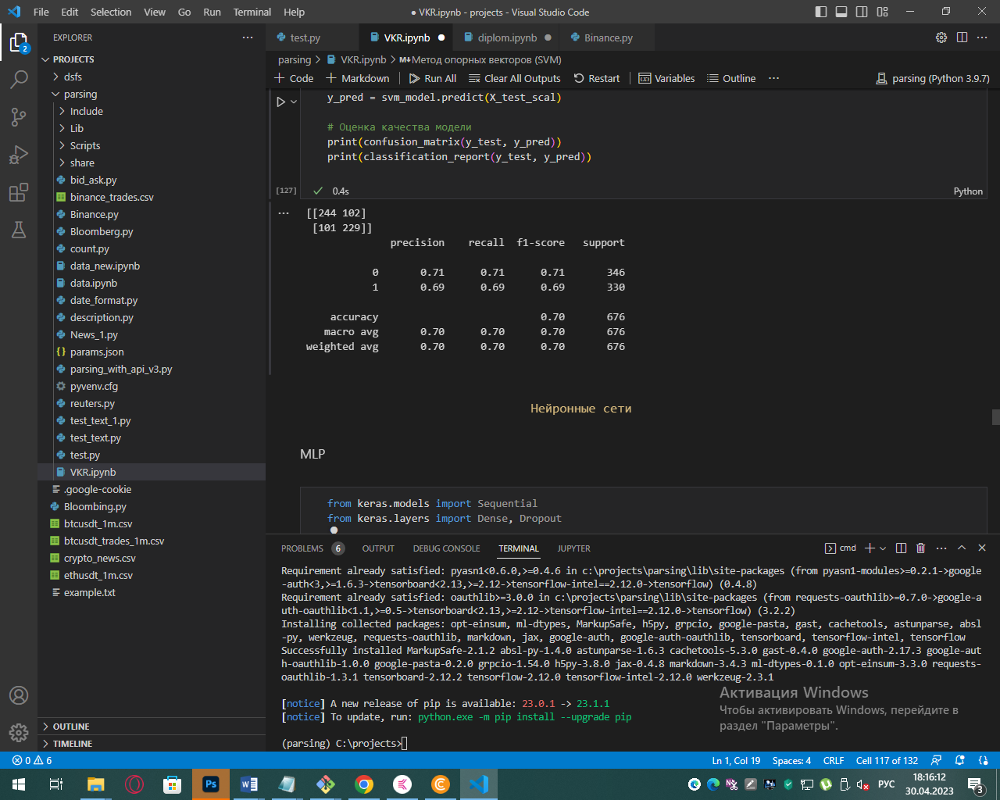 File Edit Selection View Go Run Terminal Help
● VKR.ipynb - projects - Visual Studio Code
EXPLORER
PROJECTS
dsfs
parsing
Include
Lib
Scripts
share
bid_ask.py
binance_trades.csv
Binance.py
Bloomberg.py
count.py
data_new.ipynb
data.ipynb
date_format.py
description.py
News_1.py
params.json
parsing_with_api_v3.py
pyvenv.cfg
reuters.py
test_text_1.py
test_text.py
test.py
VKR.ipynb
.google-cookie
Bloombing.py
btcusdt_1m.csv
btcusdt_trades_1m.csv
crypto_news.csv
ethusdt_1m.csv
example.txt
OUTLINE
TIMELINE
2
test.py VKR.ipynb diplom.ipynb Binance.py
parsing > VKR.ipynb > M↓Метод опорных векторов (SVM)
+ Code + Markdown Run All Clear All Outputs Restart Variables Outline ··· parsing (Python 3.9.7)
y_pred = svm_model.predict(X_test_scal)
# Оценка качества модели
print(confusion_matrix(y_test, y_pred))
print(classification_report(y_test, y_pred))
[127] 0.4s Python
[[244 102]
[101 229]]
precision recall f1-score support
0 0.71 0.71 0.71 346
1 0.69 0.69 0.69 330
accuracy 0.70 676
macro avg 0.70 0.70 0.70 676
weighted avg 0.70 0.70 0.70 676
Нейронные сети
MLP
from keras.models import Sequential
from keras.layers import Dense, Dropout
PROBLEMS 6 OUTPUT DEBUG CONSOLE TERMINAL JUPYTER cmd
Requirement already satisfied: pyasn1<0.6.0,>=0.4.6 in c:\projects\parsing\lib\site-packages (from pyasn1-modules>=0.2.1->google
-auth<3,>=1.6.3->tensorboard<2.13,>=2.12->tensorflow-intel==2.12.0->tensorflow) (0.4.8)
Requirement already satisfied: oauthlib>=3.0.0 in c:\projects\parsing\lib\site-packages (from requests-oauthlib>=0.7.0->google-a
uth-oauthlib<1.1,>=0.5->tensorboard<2.13,>=2.12->tensorflow-intel==2.12.0->tensorflow) (3.2.2)
Installing collected packages: opt-einsum, ml-dtypes, MarkupSafe, h5py, grpcio, google-pasta, gast, cachetools, astunparse, absl
-py, werkzeug, requests-oauthlib, markdown, jax, google-auth, google-auth-oauthlib, tensorboard, tensorflow-intel, tensorflow
Successfully installed MarkupSafe-2.1.2 absl-py-1.4.0 astunparse-1.6.3 cachetools-5.3.0 gast-0.4.0 google-auth-2.17.3 google-aut
h-oauthlib-1.0.0 google-pasta-0.2.0 grpcio-1.54.0 h5py-3.8.0 jax-0.4.8 markdown-3.4.3 ml-dtypes-0.1.0 opt-einsum-3.3.0 requests-
oauthlib-1.3.1 tensorboard-2.12.2 tensorflow-2.12.0 tensorflow-intel-2.12.0 werkzeug-2.3.1
[notice] A new release of pip is available: 23.0.1 -> 23.1.1
[notice] To update, run: python.exe -m pip install --upgrade pip
(parsing) C:\projects>
Активация Windows
Чтобы активировать Windows, перейдите в
раздел "Параметры".
0 6 Ln 1, Col 19 Spaces: 4 CRLF Cell 117 of 132
Ps РУС 18:16:12
30.04.2023 3